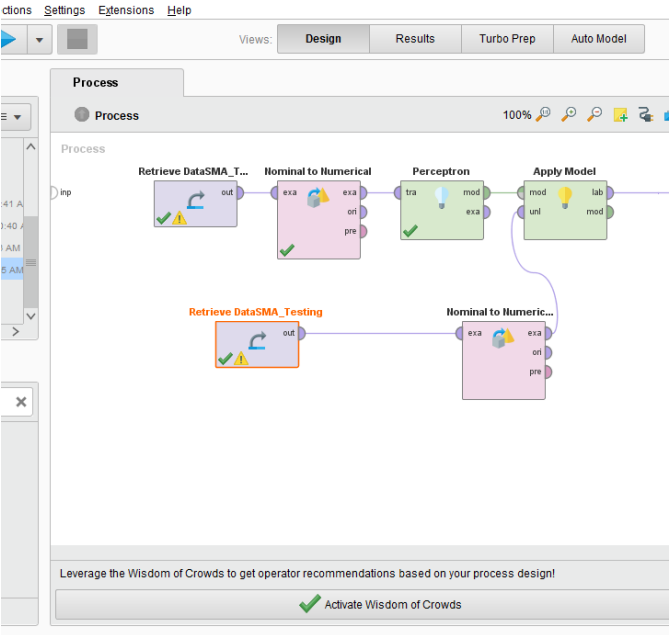 ctions Settings Extensions Help
Views: Design Results Turbo Prep Auto Model
Process
Process
100%
Process
inp
Retrieve DataSMA_T... Nominal to Numerical Perceptron Apply Model
out exa exa tra mod mod lab
ori exa unl mod
pre
:41 A
:40 A
AM
5 AM
Retrieve DataSMA_Testing Nominal to Numeric...
out exa exa
ori
pre
Leverage the Wisdom of Crowds to get operator recommendations based on your process design!
Activate Wisdom of Crowds